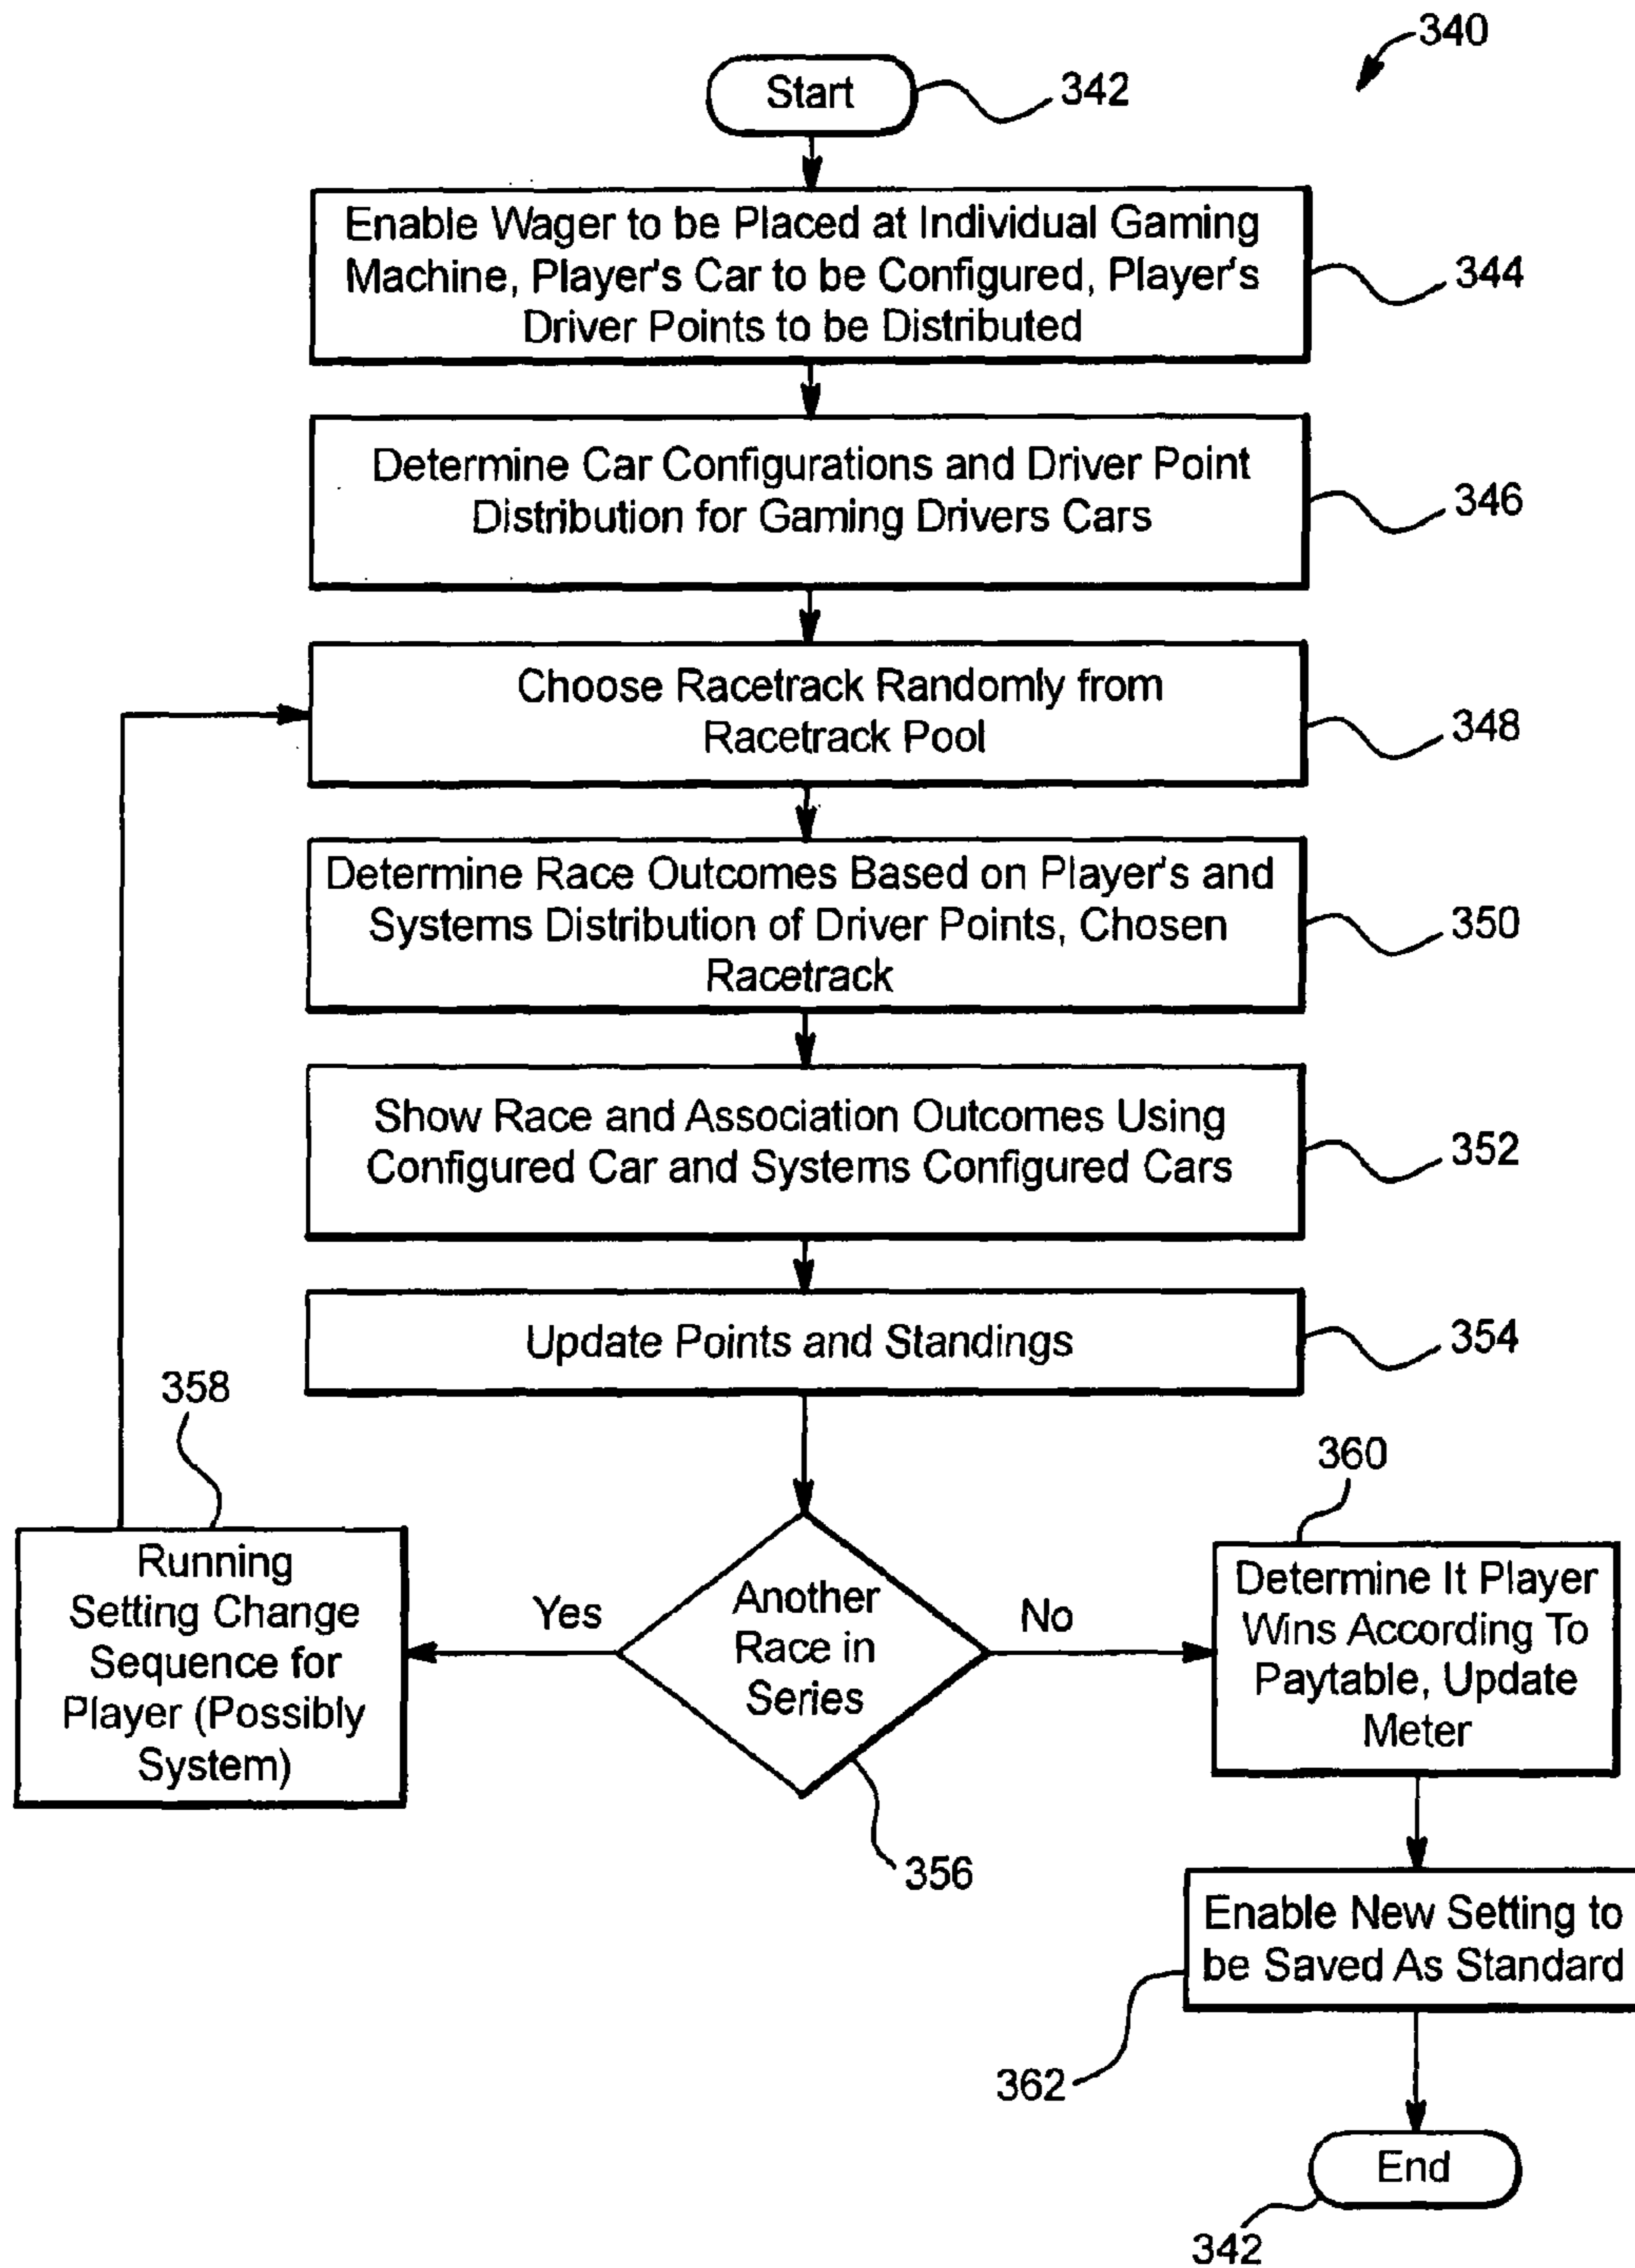 340
Start
342
Enable Wager to be Placed at Individual Gaming
Machine, Player's Car to be Configured, Player's
Driver Points to be Distributed
344
Determine Car Configurations and Driver Point
Distribution for Gaming Drivers Cars
346
Choose Racetrack Randomly from
Racetrack Pool
348
Determine Race Outcomes Based on Player's and
Systems Distribution of Driver Points, Chosen
Racetrack
350
Show Race and Association Outcomes Using
Configured Car and Systems Configured Cars
352
Update Points and Standings
354
358
Running
Setting Change
Sequence for
Player (Possibly
System)
Yes
Another
Race in
Series
No
356
360
Determine It Player
Wins According To
Paytable, Update
Meter
Enable New Setting to
be Saved As Standard
362
End
342